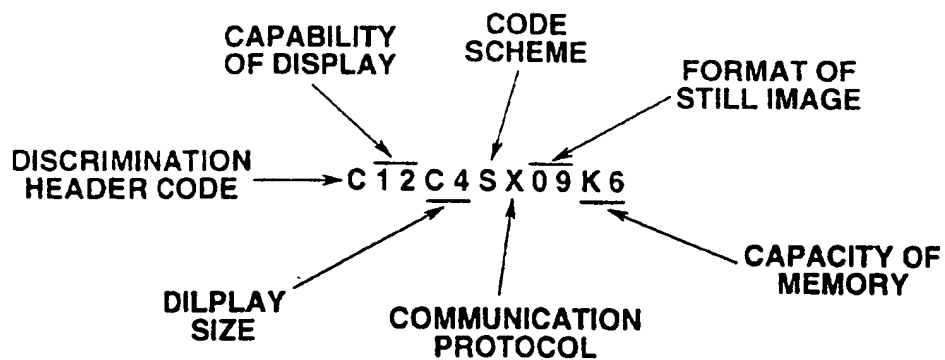 CAPABILITY
OF DISPLAY
CODE
SCHEME
FORMAT OF
STILL IMAGE
DISCRIMINATION
HEADER CODE
C 1 2 C 4 S X 0 9 K 6
DILPLAY
SIZE
COMMUNICATION
PROTOCOL
CAPACITY OF
MEMORY